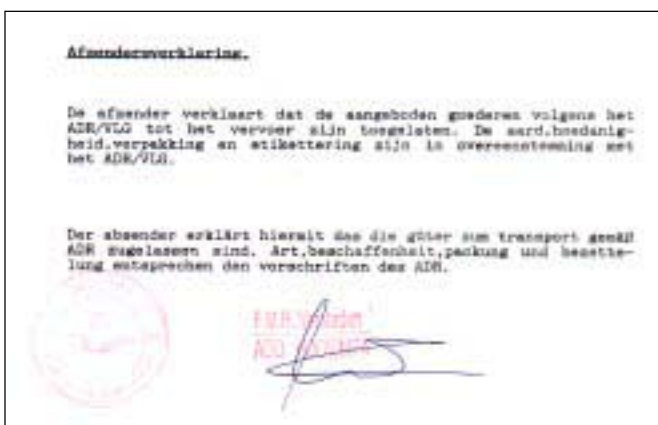 Afzendersverklaring.
De afzender verklaart dat de aangeboden goederen volgens het
ADR/VLG tot het vervoer zijn toegelaten. De aard,hoedanig-
heid,verpakking en etikettering zijn in overeenstemming met
het ADR/VLG.
Der absender erklärt hiermit das die güter zum transport gemäß
ADR zugelassen sind. Art,beschaffenheit,packung und bezette-
lung entsprechen den vorschriften des ADR.